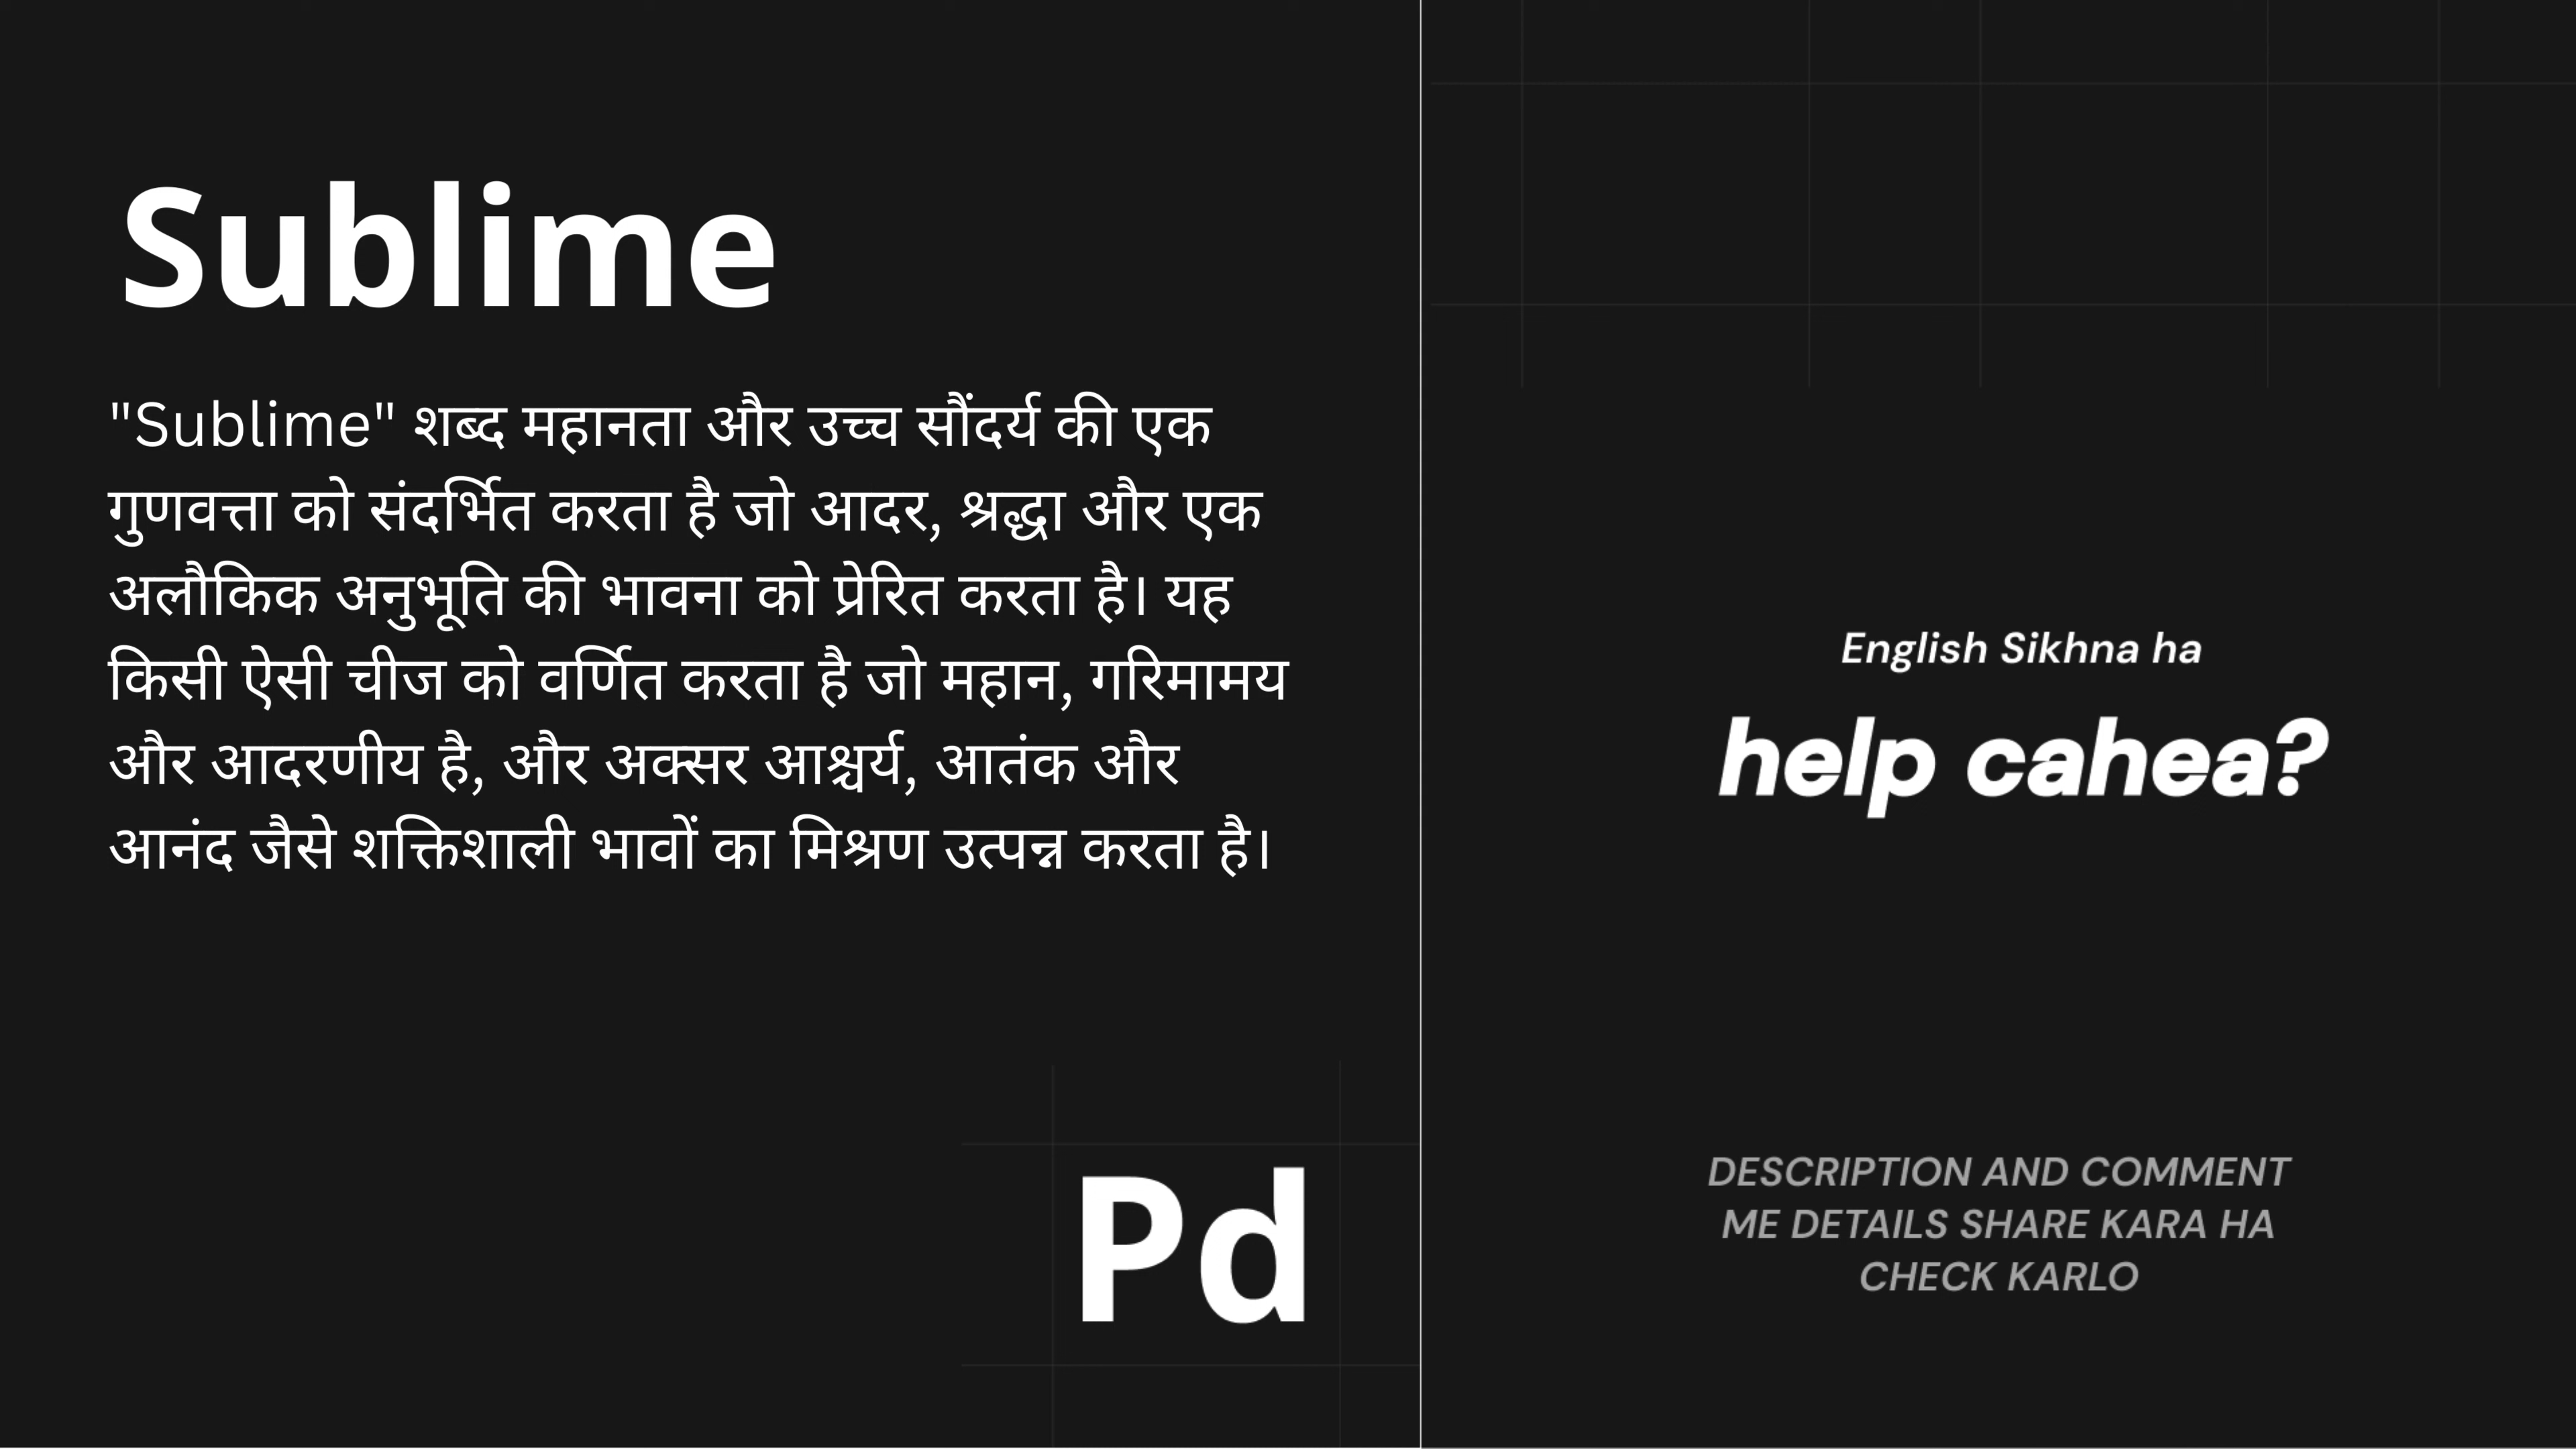 Sublime
"Sublime" शब्द महानता और उच्च सौंदर्य की एक
गुणवत्ता को संदर्भित करता है जो आदर, श्रद्धा और एक
अलौकिक अनुभूति की भावना को प्रेरित करता है। यह
किसी ऐसी चीज को वर्णित करता है जो महान, गरिमामय
और आदरणीय है, और अक्सर आश्चर्य, आतंक और
आनंद जैसे शक्तिशाली भावों का मिश्रण उत्पन्न करता है।
Pd
English Sikhna ha
help cahea?
DESCRIPTION AND COMMENT
ME DETAILS SHARE KARA HA
CHECK KARLO